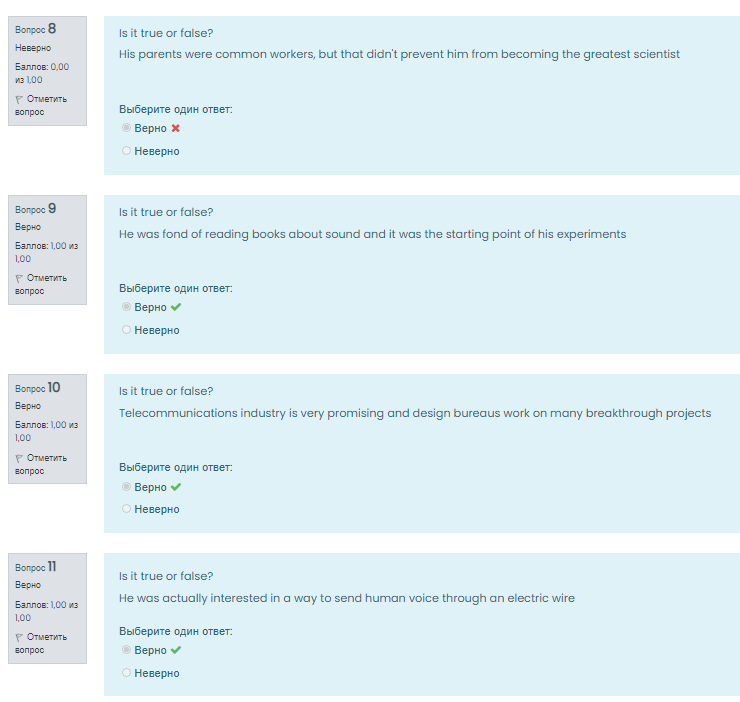 Вопрос 8
Неверно
Баллов: 0,00
из 1,00
Отметить
вопрос
Is it true or false?
His parents were common workers, but that didn't prevent him from becoming the greatest scientist
Выберите один ответ:
Верно
Неверно
Вопрос 9
Верно
Баллов: 1,00 из
1,00
Отметить
вопрос
Is it true or false?
He was fond of reading books about sound and it was the starting point of his experiments
Выберите один ответ:
Верно
Неверно
Вопрос 10
Верно
Баллов: 1,00 из
1,00
Отметить
вопрос
Is it true or false?
Telecommunications industry is very promising and design bureaus work on many breakthrough projects
Выберите один ответ:
Верно
Неверно
Вопрос 11
Верно
Баллов: 1,00 из
1,00
Отметить
вопрос
Is it true or false?
He was actually interested in a way to send human voice through an electric wire
Выберите один ответ:
Верно
Неверно